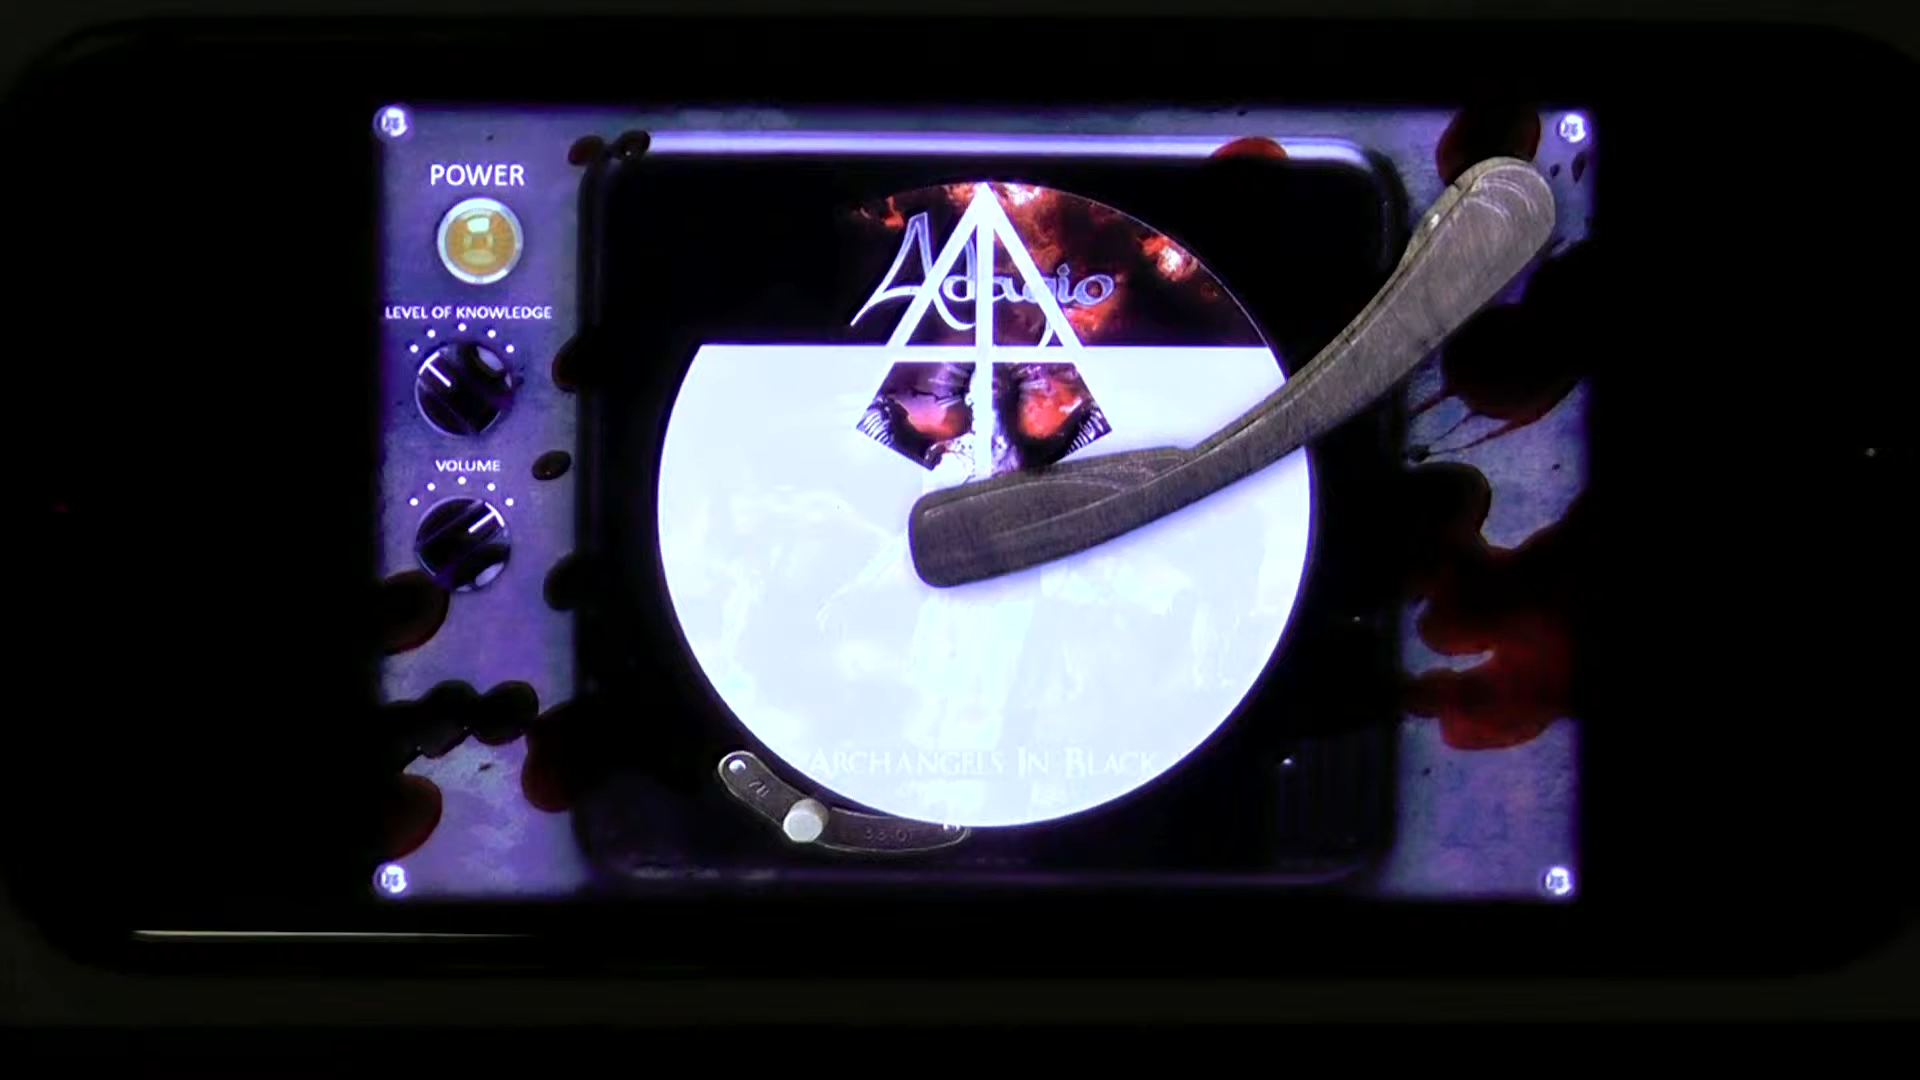 POWER
Adagio
LEVEL OF KNOWLEDGE
VOLUME
ARCHANGELS IN BLACK